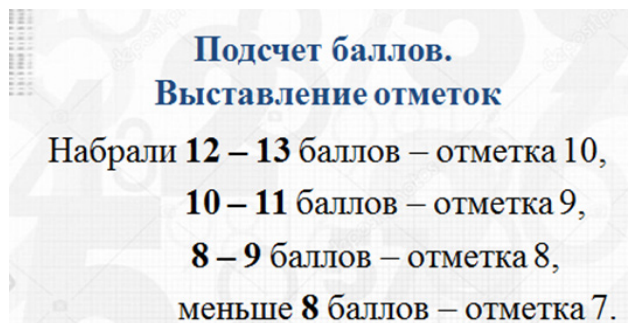 Подсчет баллов.
Выставление отметок
Набрали 12 – 13 баллов – отметка 10,
10 – 11 баллов – отметка 9,
8 – 9 баллов – отметка 8,
меньше 8 баллов – отметка 7.